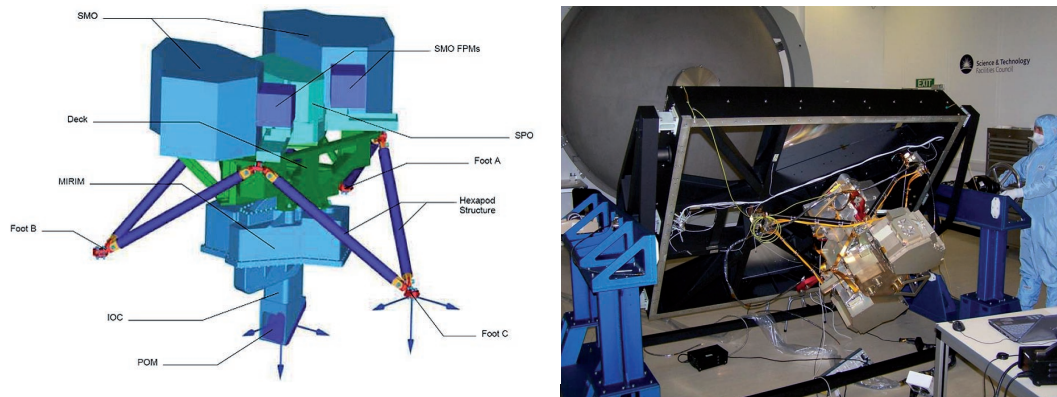 SMO
SMO FPMs
Deck
SPO
Foot A
MIRIM
Hexapod
Structure
Foot B
IOC
Foot C
POM
Science & Technology
Facilities Council
EXIT